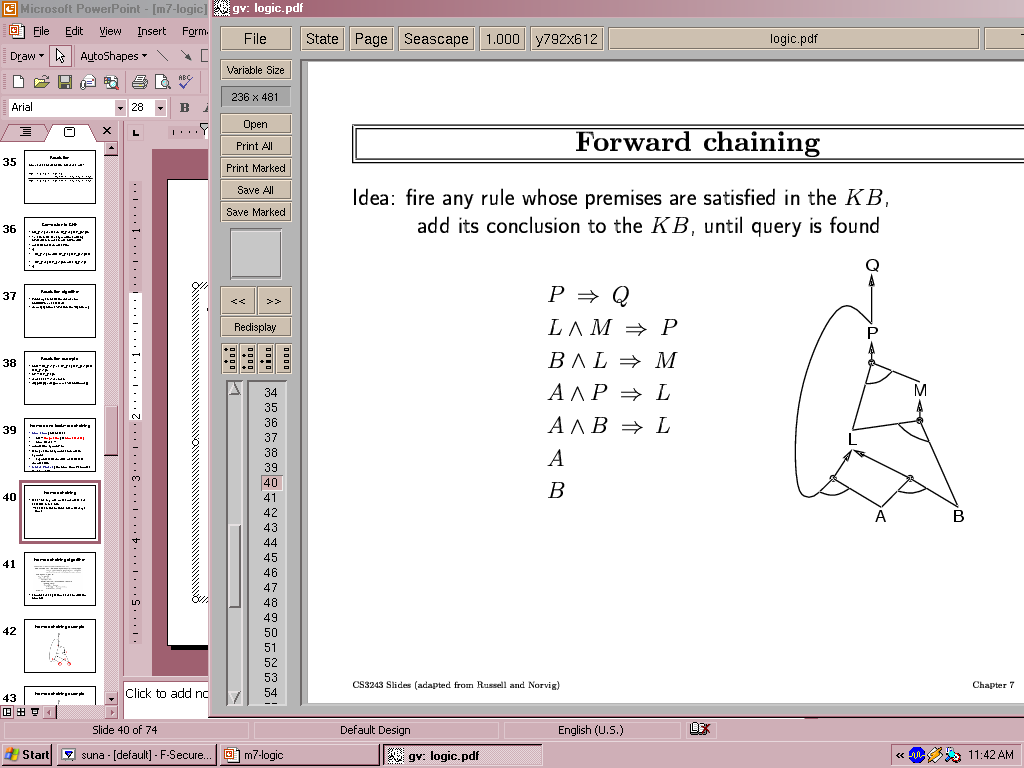 Microsoft PowerPoint - [m7-logic]
File Edit View Insert Form
Draw AutoShapes
Arial 28 B
35
36
37
38
39
40
41
42
43
1
1
2
3
4
5
Click to add no
gv: logic.pdf
File State Page Seascape 1.000 y792x612 logic.pdf
Variable Size
236 x 481
Open
Print All
Print Marked
Save All
Save Marked
<< >>
Redisplay
34
35
36
37
38
39
40
41
42
43
44
45
46
47
48
49
50
51
52
53
54
Forward chaining
Idea: fire any rule whose premises are satisfied in the KB,
add its conclusion to the KB, until query is found
P ⇒ Q
L ∧ M ⇒ P
B ∧ L ⇒ M
A ∧ P ⇒ L
A ∧ B ⇒ L
A
B
Q
P
M
L
A B
CS3243 Slides (adapted from Russell and Norvig) Chapter 7
Slide 40 of 74 Default Design English (U.S.)
Start suna - [default] - F-Secure... m7-logic gv: logic.pdf « 11:42 AM